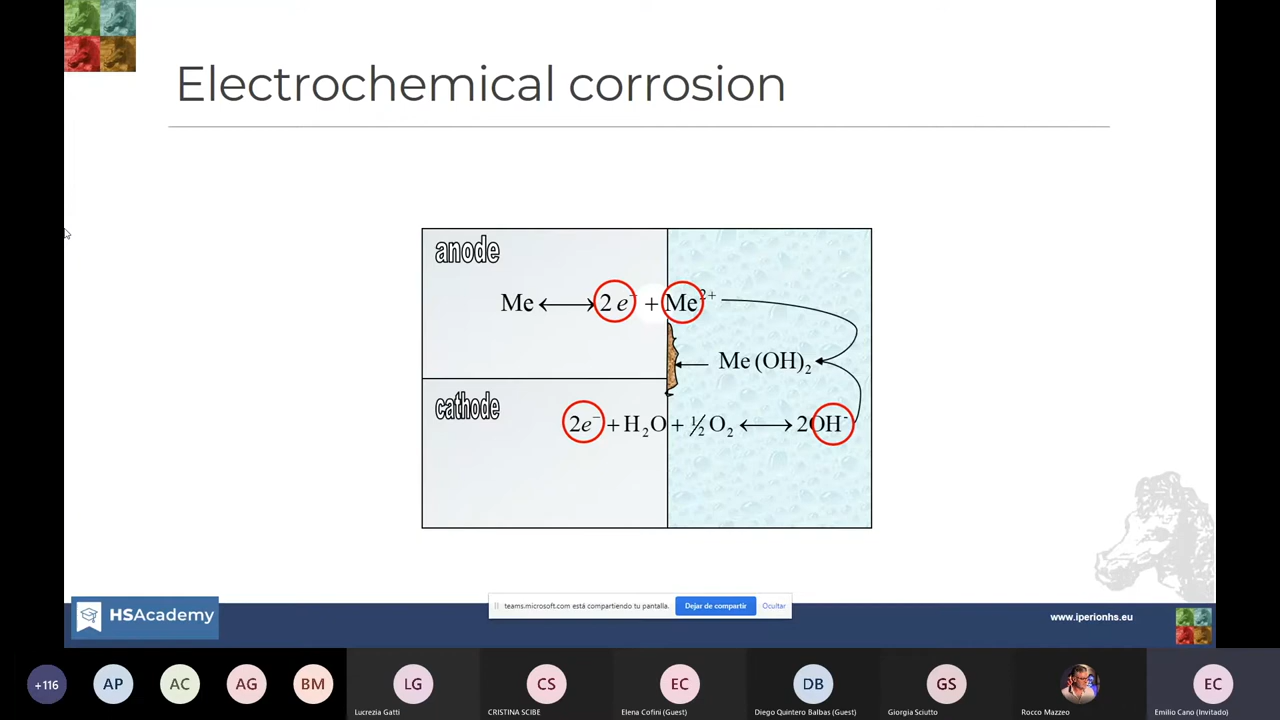 Electrochemical corrosion
anode
Me ⟷ 2 e⁻ + Me²⁺
Me (OH)₂
cathode
2e⁻ + H₂O + ½ O₂ ⟷ 2OH⁻
HSAcademy
teams.microsoft.com está compartiendo tu pantalla. Dejar de compartir Ocultar
www.iperionhs.eu
+116 AP AC AG BM LG CS EC DB GS EC
Lucrezia Gatti CRISTINA SCIBE Elena Cofini (Guest) Diego Quintero Balbas (Guest) Giorgia Sciutto Rocco Mazzeo Emilio Cano (Invitado)